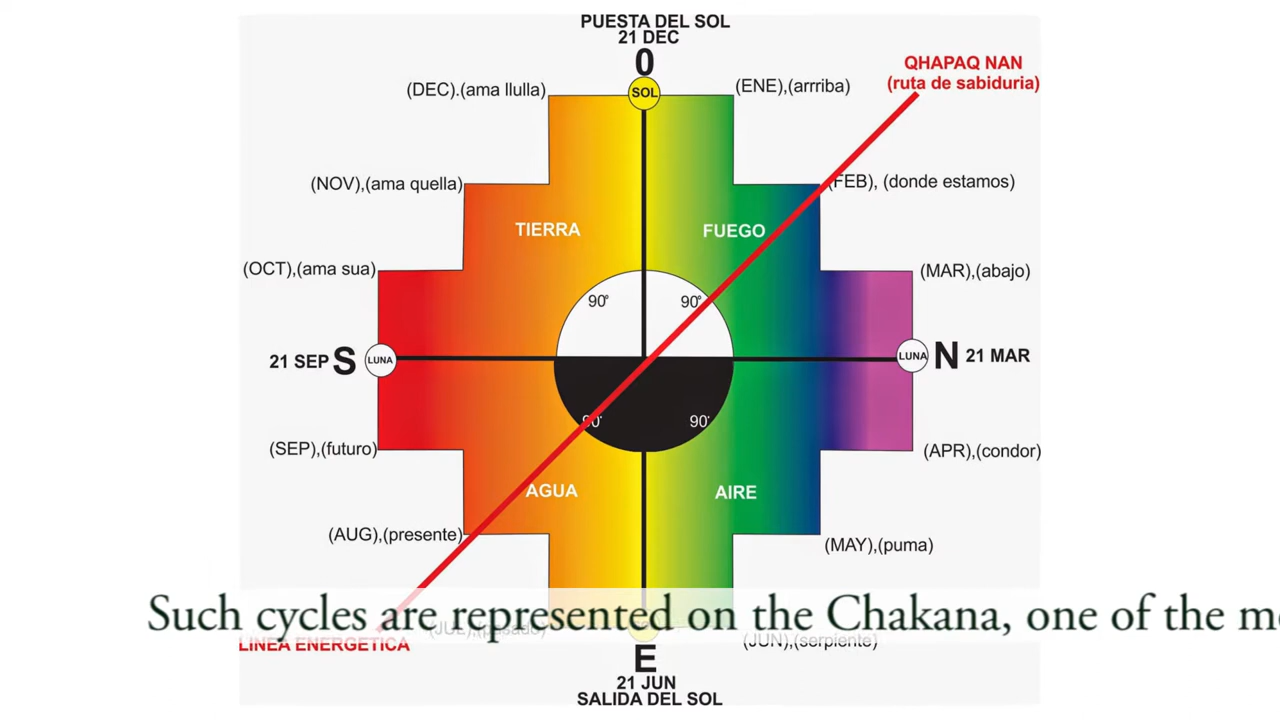 PUESTA DEL SOL
21 DEC
O
QHAPAQ NAN
(ruta de sabiduria)
(DEC).(ama llulla)
SOL
(ENE),(arrriba)
(NOV),(ama quella)
(FEB), (donde estamos)
TIERRA
FUEGO
(OCT),(ama sua)
(MAR),(abajo)
90°
90°
21 SEP S
LUNA
LUNA
N 21 MAR
90°
90°
(SEP),(futuro)
(APR),(condor)
AGUA
AIRE
(AUG),(presente)
(MAY),(puma)
Such cycles are represented on the Chakana, one of the m
(JUL),(pasado)
LINEA ENERGETICA
(JUN),(serpiente)
E
21 JUN
SALIDA DEL SOL